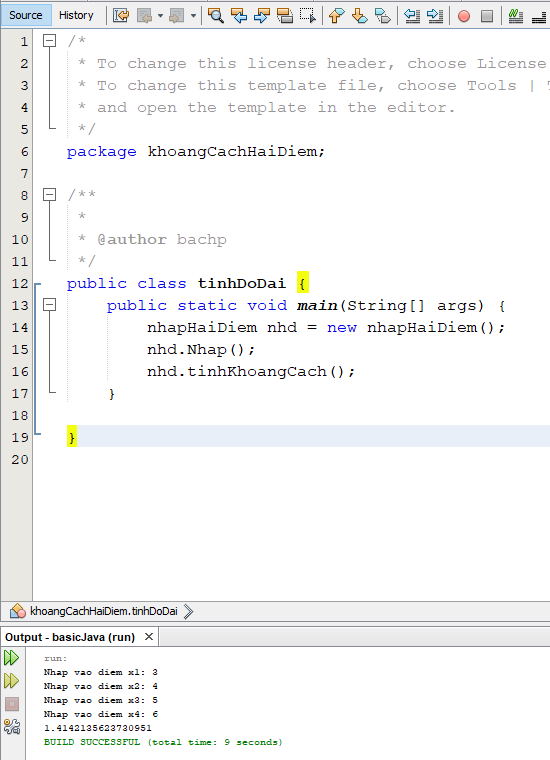 Source History
1 /*
2 * To change this license header, choose License
3 * To change this template file, choose Tools |
4 * and open the template in the editor.
5 */
6 package khoangCachHaiDiem;
7
8 /**
9 *
10 * @author bachp
11 */
12 public class tinhDoDai {
13 public static void main(String[] args) {
14 nhapHaiDiem nhd = new nhapHaiDiem();
15 nhd.Nhap();
16 nhd.tinhKhoangCach();
17 }
18
19 }
20
khoangCachHaiDiem.tinhDoDai
Output - basicJava (run)
run:
Nhap vao diem x1: 3
Nhap vao diem x2: 4
Nhap vao diem x3: 5
Nhap vao diem x4: 6
1.4142135623730951
BUILD SUCCESSFUL (total time: 9 seconds)